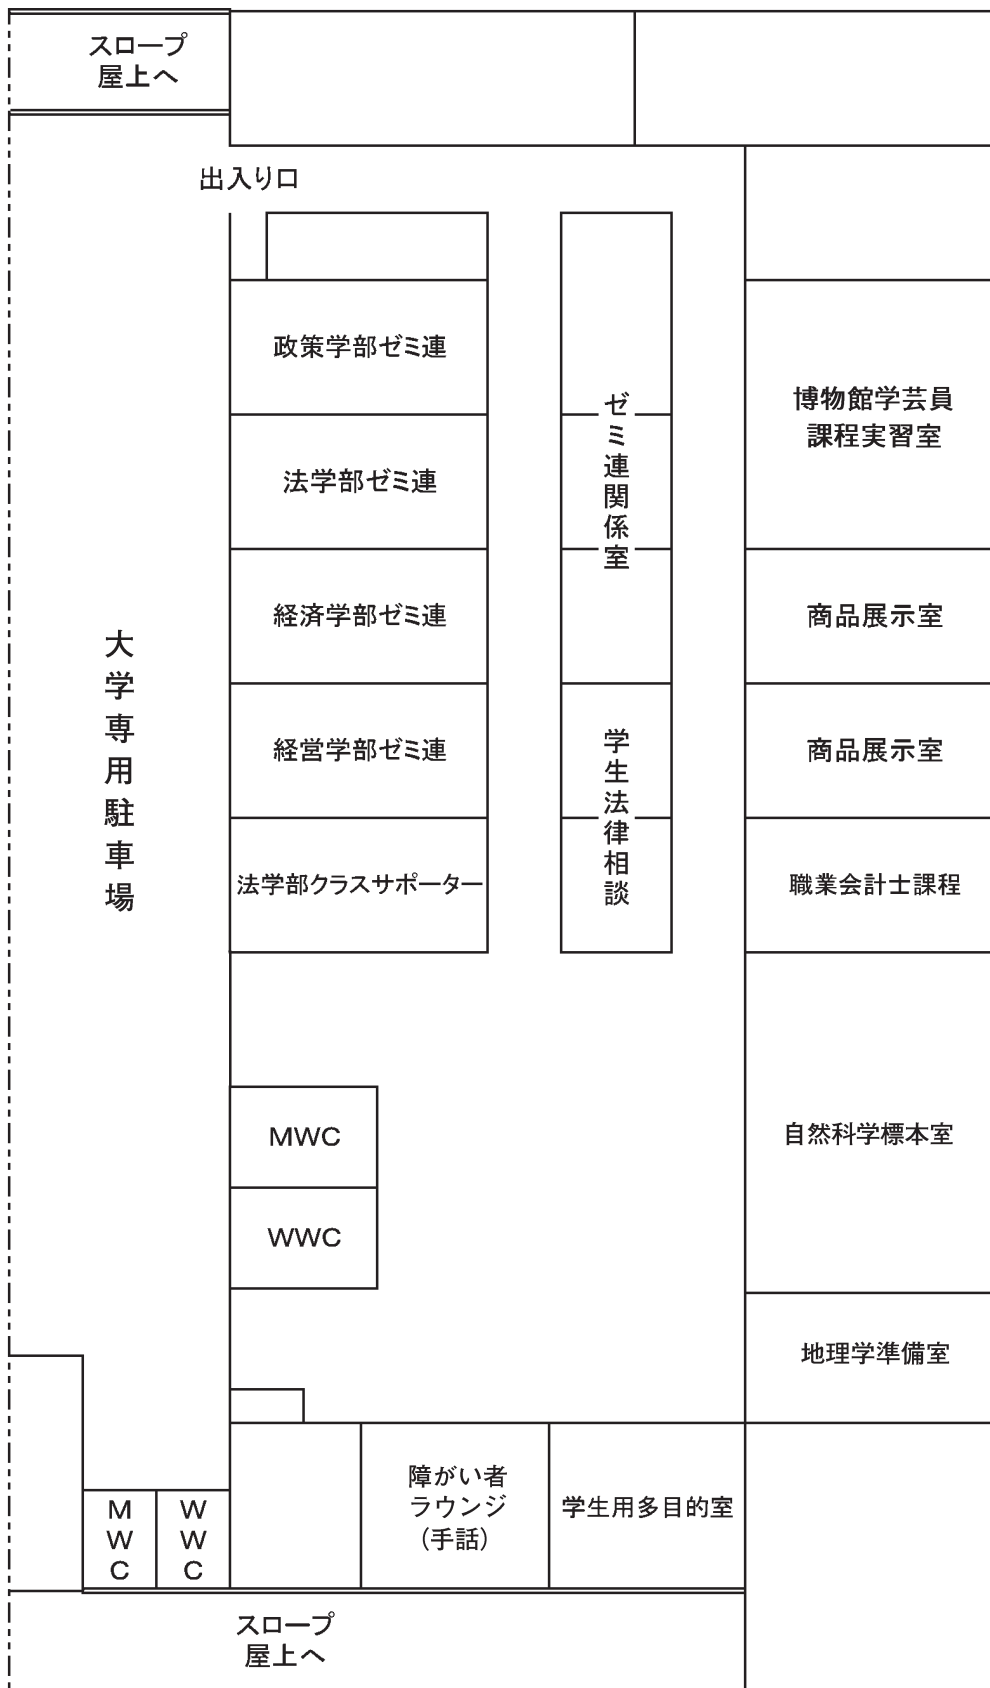 スロープ
屋上へ
出入り口
政策学部ゼミ連
法学部ゼミ連
経済学部ゼミ連
経営学部ゼミ連
法学部クラスサポーター
ゼミ連関係室
学生法律相談
博物館学芸員
課程実習室
商品展示室
商品展示室
職業会計士課程
自然科学標本室
地理学準備室
大学専用駐車場
MWC
WWC
MWC
WWC
障がい者
ラウンジ
(手話)
学生用多目的室
スロープ
屋上へ